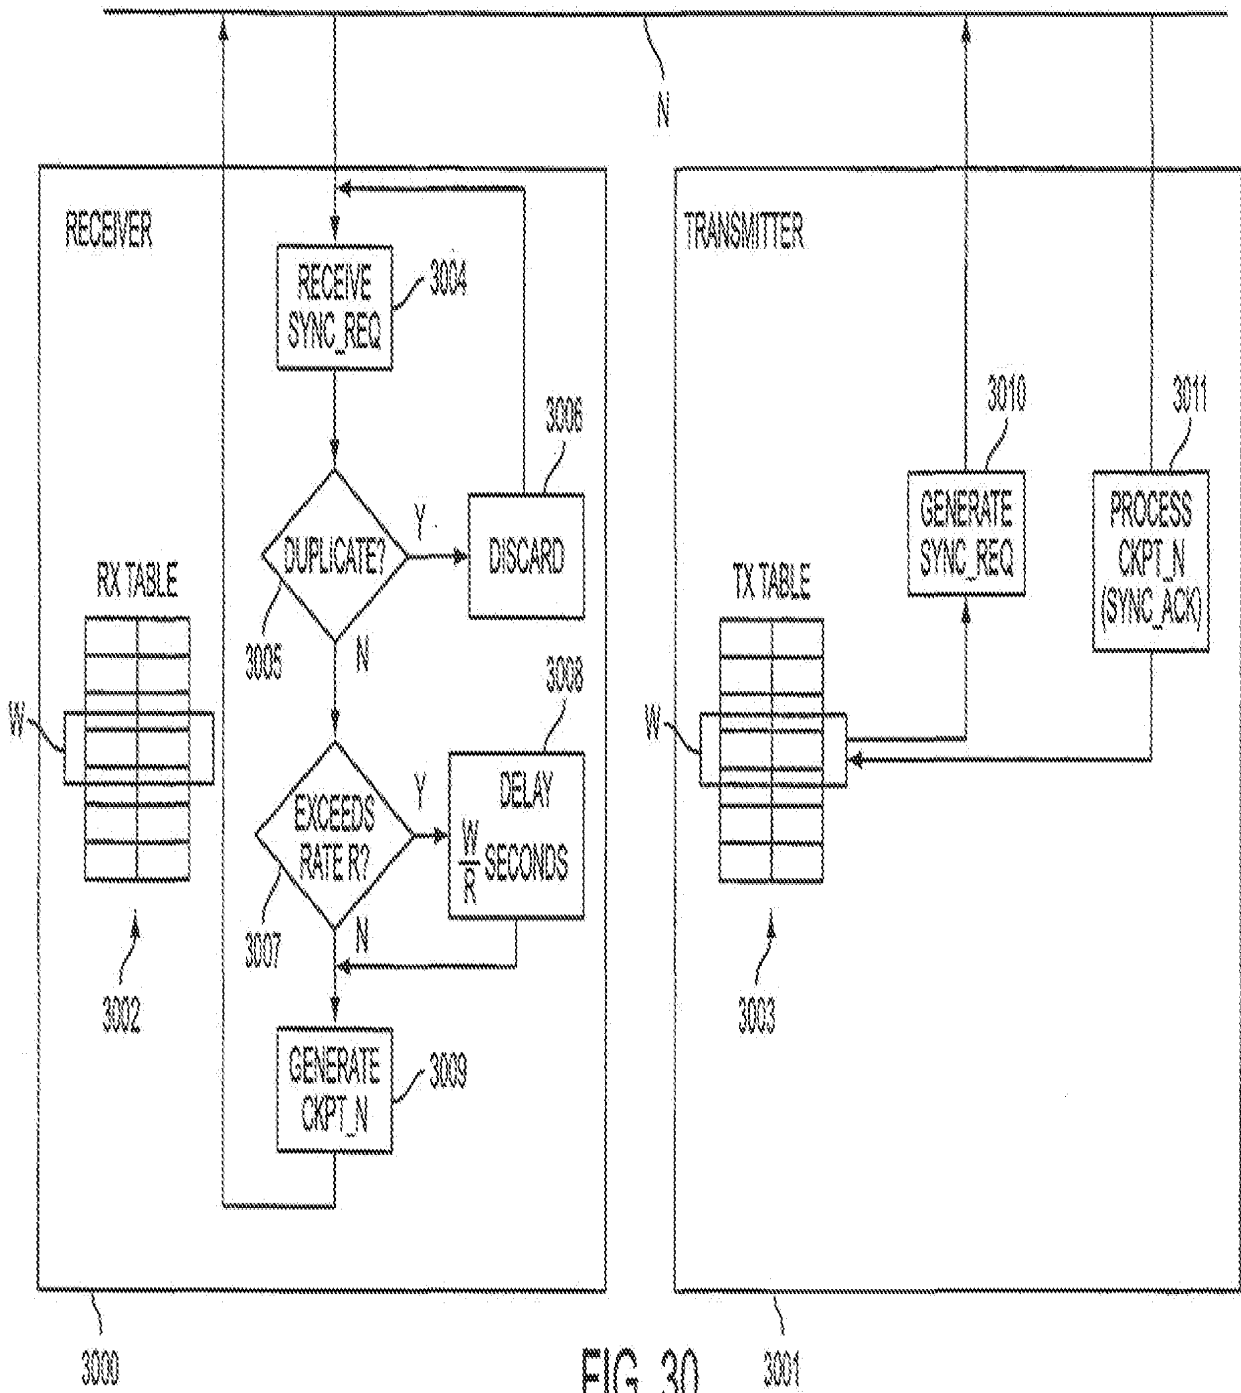 N
RECEIVER
RECEIVE
SYNC_REQ
3004
3006
DUPLICATE?
Y
DISCARD
3005
N
RX TABLE
W
3008
EXCEEDS
RATE R?
Y
DELAY
W
R
SECONDS
3007
N
3002
GENERATE
CKPT_N
3009
3000
TRANSMITTER
3010
3011
GENERATE
SYNC_REQ
PROCESS
CKPT_N
(SYNC_ACK)
TX TABLE
W
3003
3001
FIG. 30